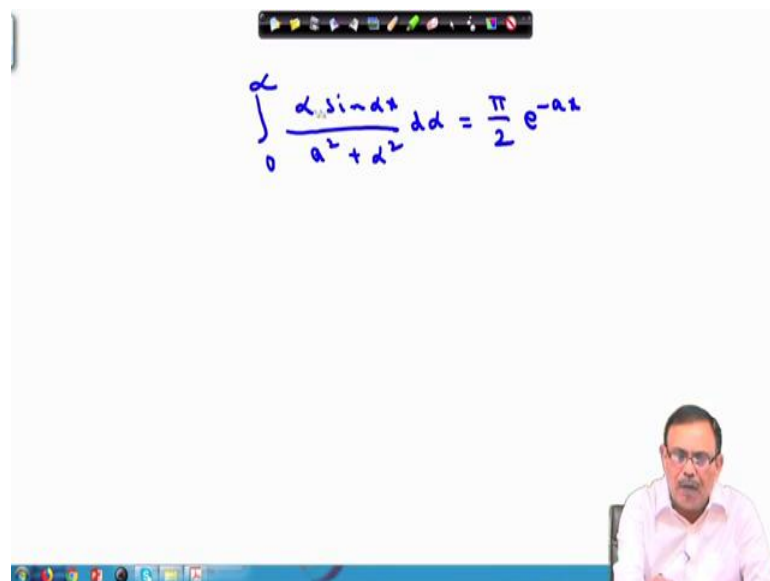 ∫₀^∝ (α sin αx)/(a² + α²) dα = π/2 e^{-ax}